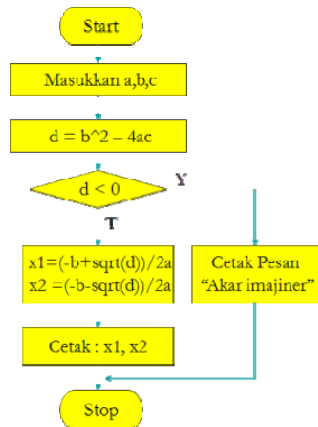 Start
Masukkan a,b,c
d = b^2 – 4ac
d < 0
Y
T
x1=(-b+sqrt(d))/2a
x2 =(-b-sqrt(d))/2a
Cetak Pesan
“Akar imajiner”
Cetak : x1, x2
Stop